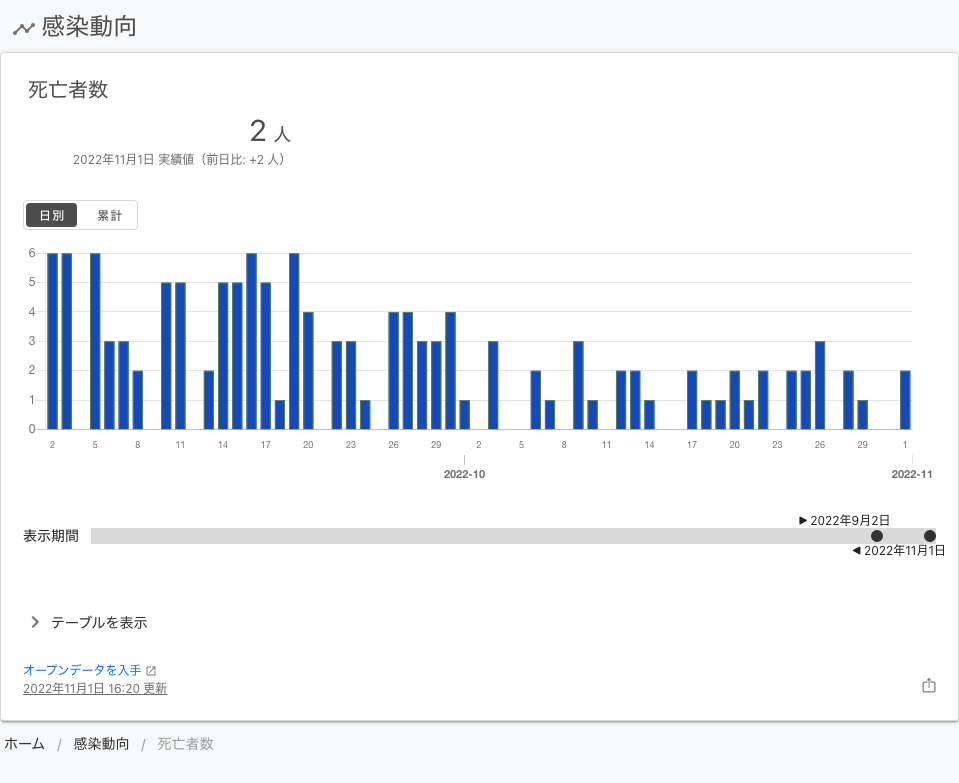 感染動向
死亡者数
2 人
2022年11月1日 実績値（前日比: +2 人）
日別 累計
6
5
4
3
2
1
0
2 5 8 11 14 17 20 23 26 29 2 5 8 11 14 17 20 23 26 29 1
2022-10 2022-11
2022年9月2日
表示期間
2022年11月1日
テーブルを表示
オープンデータを入手
2022年11月1日 16:20 更新
ホーム / 感染動向 / 死亡者数